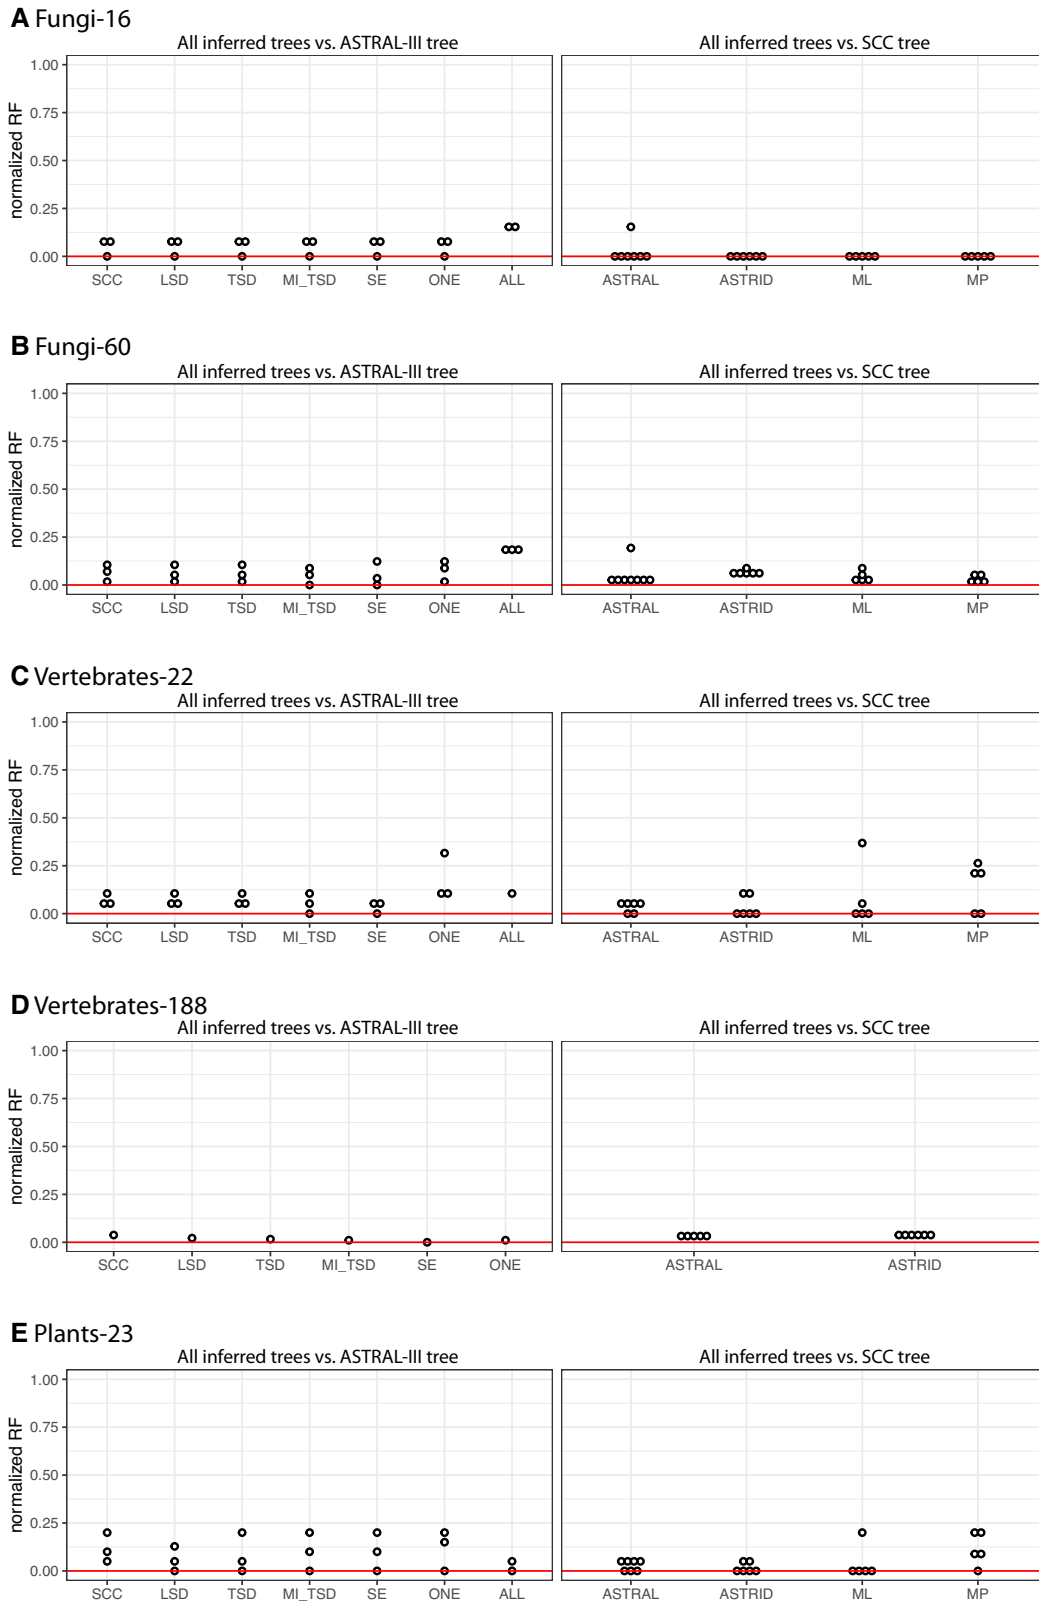 A Fungi-16
All inferred trees vs. ASTRAL-III tree
All inferred trees vs. SCC tree
normalized RF
1.00
0.75
0.50
0.25
0.00
SCC LSD TSD MI_TSD SE ONE ALL
ASTRAL ASTRID ML MP
B Fungi-60
All inferred trees vs. ASTRAL-III tree
All inferred trees vs. SCC tree
normalized RF
1.00
0.75
0.50
0.25
0.00
SCC LSD TSD MI_TSD SE ONE ALL
ASTRAL ASTRID ML MP
C Vertebrates-22
All inferred trees vs. ASTRAL-III tree
All inferred trees vs. SCC tree
normalized RF
1.00
0.75
0.50
0.25
0.00
SCC LSD TSD MI_TSD SE ONE ALL
ASTRAL ASTRID ML MP
D Vertebrates-188
All inferred trees vs. ASTRAL-III tree
All inferred trees vs. SCC tree
normalized RF
1.00
0.75
0.50
0.25
0.00
SCC LSD TSD MI_TSD SE ONE
ASTRAL ASTRID
E Plants-23
All inferred trees vs. ASTRAL-III tree
All inferred trees vs. SCC tree
normalized RF
1.00
0.75
0.50
0.25
0.00
SCC LSD TSD MI_TSD SE ONE ALL
ASTRAL ASTRID ML MP